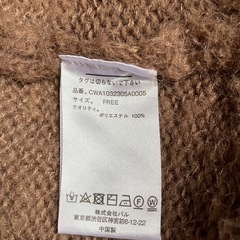 タグは切らないで下さい
品番. CWA1032305A0005
サイズ. FREE
クオリティ.
ポリエステル 100%
株式会社パル
東京都渋谷区神宮前6-12-22
中国製